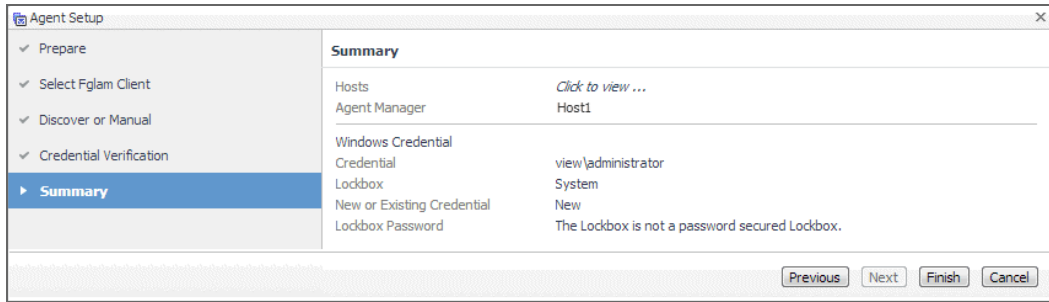 Agent Setup
Prepare
Select Fglam Client
Discover or Manual
Credential Verification
Summary
Summary
Hosts Click to view ...
Agent Manager Host1
Windows Credential
Credential view\administrator
Lockbox System
New or Existing Credential New
Lockbox Password The Lockbox is not a password secured Lockbox.
Previous Next Finish Cancel